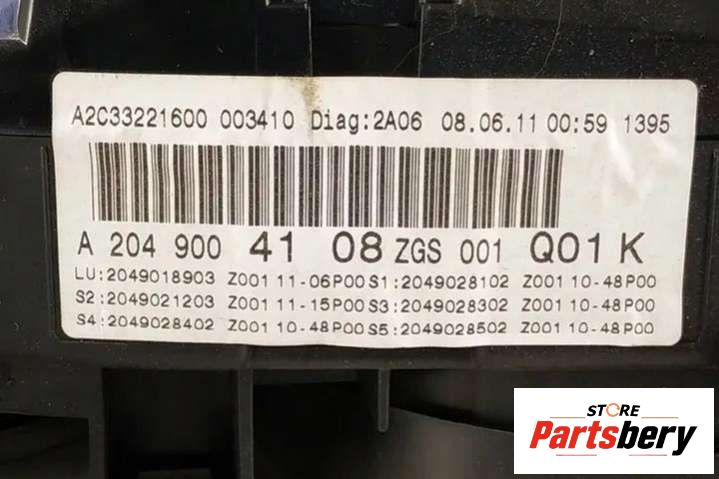 A2C33221600 003410 Diag:2A06 08.06.11 00:59 1395
A 204 900 41 08 ZGS 001 Q01 K
LU:2049018903 Z001 11-06P00 S1:2049028102 Z001 10-48P00
S2:2049021203 Z001 11-15P00 S3:2049028302 Z001 10-48P00
S4:2049028402 Z001 10-48P00 S5:2049028502 Z001 10-48P00
STORE
Partsbery